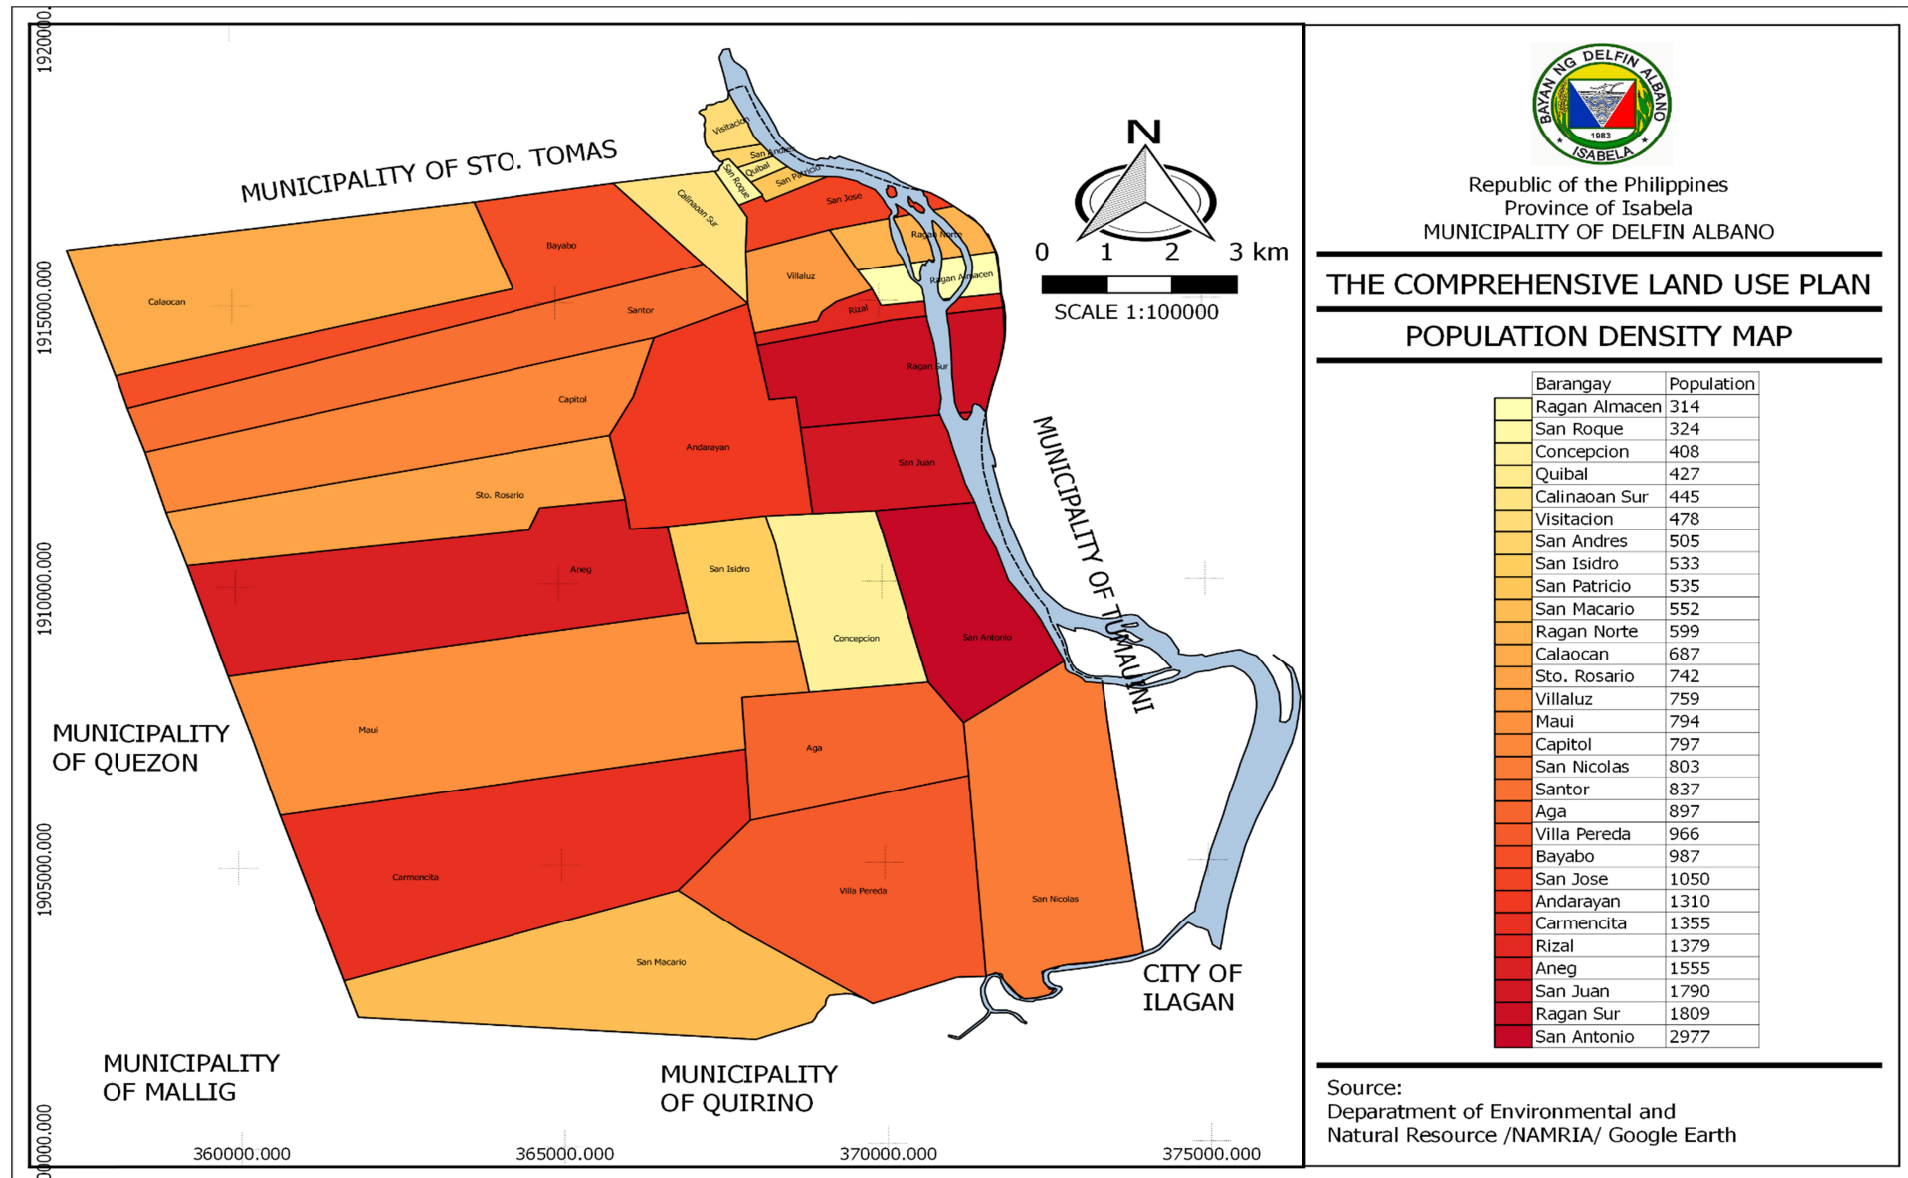 1920000.
1915000.000
1910000.000
1905000.000
00000.000
360000.000
365000.000
370000.000
375000.000
MUNICIPALITY OF STO. TOMAS
MUNICIPALITY OF TUMAUINI
MUNICIPALITY
OF QUEZON
MUNICIPALITY
OF MALLIG
MUNICIPALITY
OF QUIRINO
CITY OF
ILAGAN
Visitacion
San Andres
Quibal
San Roque
San Patricio
Calinaoan Sur
San Jose
Bayabo
Ragan Norte
Villaluz
Ragan Almacen
Calaocan
Santor
Rizal
Ragan Sur
Capitol
Andarayan
San Juan
Sto. Rosario
Aneg
San Isidro
Concepcion
San Antonio
Maui
Aga
Carmencita
Villa Pereda
San Nicolas
San Macario
N
0 1 2 3 km
SCALE 1:100000
BAYAN NG DELFIN ALBANO
1983
ISABELA
Republic of the Philippines
Province of Isabela
MUNICIPALITY OF DELFIN ALBANO
THE COMPREHENSIVE LAND USE PLAN
POPULATION DENSITY MAP
Barangay Population
Ragan Almacen 314
San Roque 324
Concepcion 408
Quibal 427
Calinaoan Sur 445
Visitacion 478
San Andres 505
San Isidro 533
San Patricio 535
San Macario 552
Ragan Norte 599
Calaocan 687
Sto. Rosario 742
Villaluz 759
Maui 794
Capitol 797
San Nicolas 803
Santor 837
Aga 897
Villa Pereda 966
Bayabo 987
San Jose 1050
Andarayan 1310
Carmencita 1355
Rizal 1379
Aneg 1555
San Juan 1790
Ragan Sur 1809
San Antonio 2977
Source:
Deparatment of Environmental and
Natural Resource /NAMRIA/ Google Earth